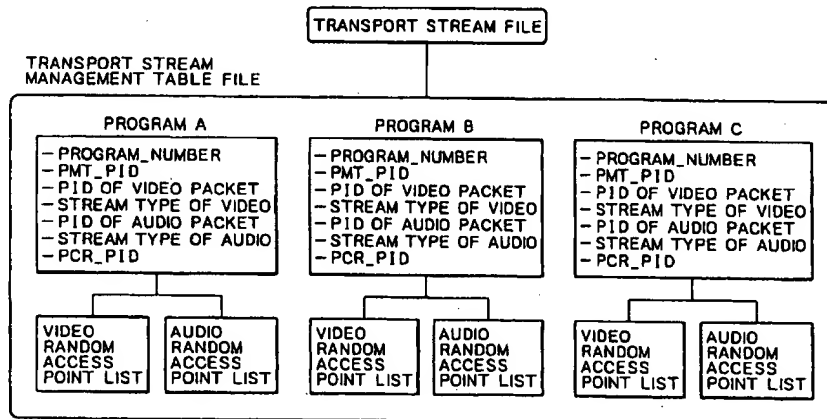 TRANSPORT STREAM FILE
TRANSPORT STREAM
MANAGEMENT TABLE FILE
PROGRAM A
- PROGRAM_NUMBER
- PMT_PID
- PID OF VIDEO PACKET
- STREAM TYPE OF VIDEO
- PID OF AUDIO PACKET
- STREAM TYPE OF AUDIO
- PCR_PID
VIDEO
RANDOM
ACCESS
POINT LIST
AUDIO
RANDOM
ACCESS
POINT LIST
PROGRAM B
- PROGRAM_NUMBER
- PMT_PID
- PID OF VIDEO PACKET
- STREAM TYPE OF VIDEO
- PID OF AUDIO PACKET
- STREAM TYPE OF AUDIO
- PCR_PID
VIDEO
RANDOM
ACCESS
POINT LIST
AUDIO
RANDOM
ACCESS
POINT LIST
PROGRAM C
- PROGRAM_NUMBER
- PMT_PID
- PID OF VIDEO PACKET
- STREAM TYPE OF VIDEO
- PID OF AUDIO PACKET
- STREAM TYPE OF AUDIO
- PCR_PID
VIDEO
RANDOM
ACCESS
POINT LIST
AUDIO
RANDOM
ACCESS
POINT LIST